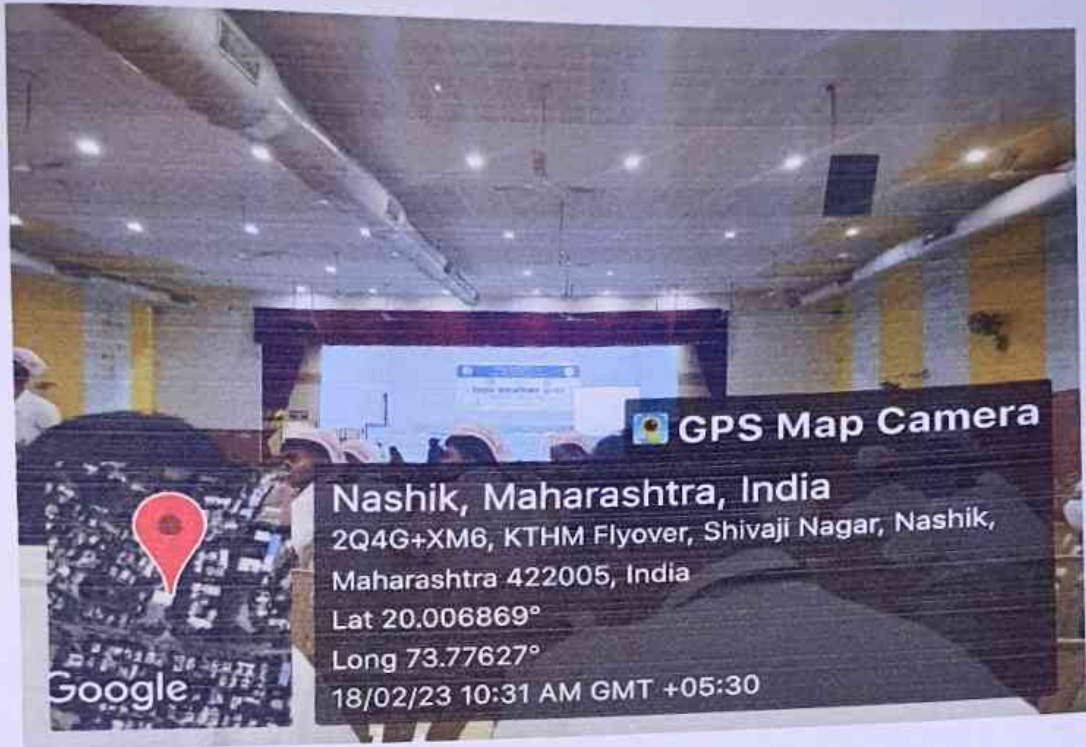 GPS Map Camera
Nashik, Maharashtra, India
2Q4G+XM6, KTHM Flyover, Shivaji Nagar, Nashik,
Maharashtra 422005, India
Lat 20.006869°
Long 73.77627°
18/02/23 10:31 AM GMT +05:30
Google